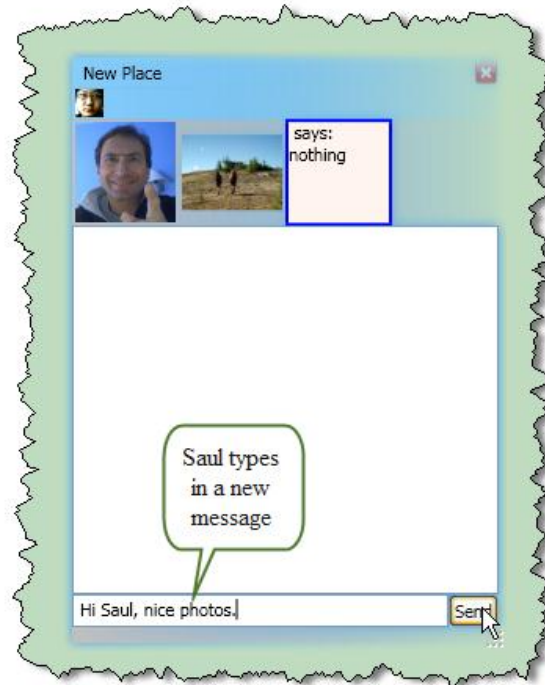 New Place
says:
nothing
Saul types
in a new
message
Hi Saul, nice photos.
Send